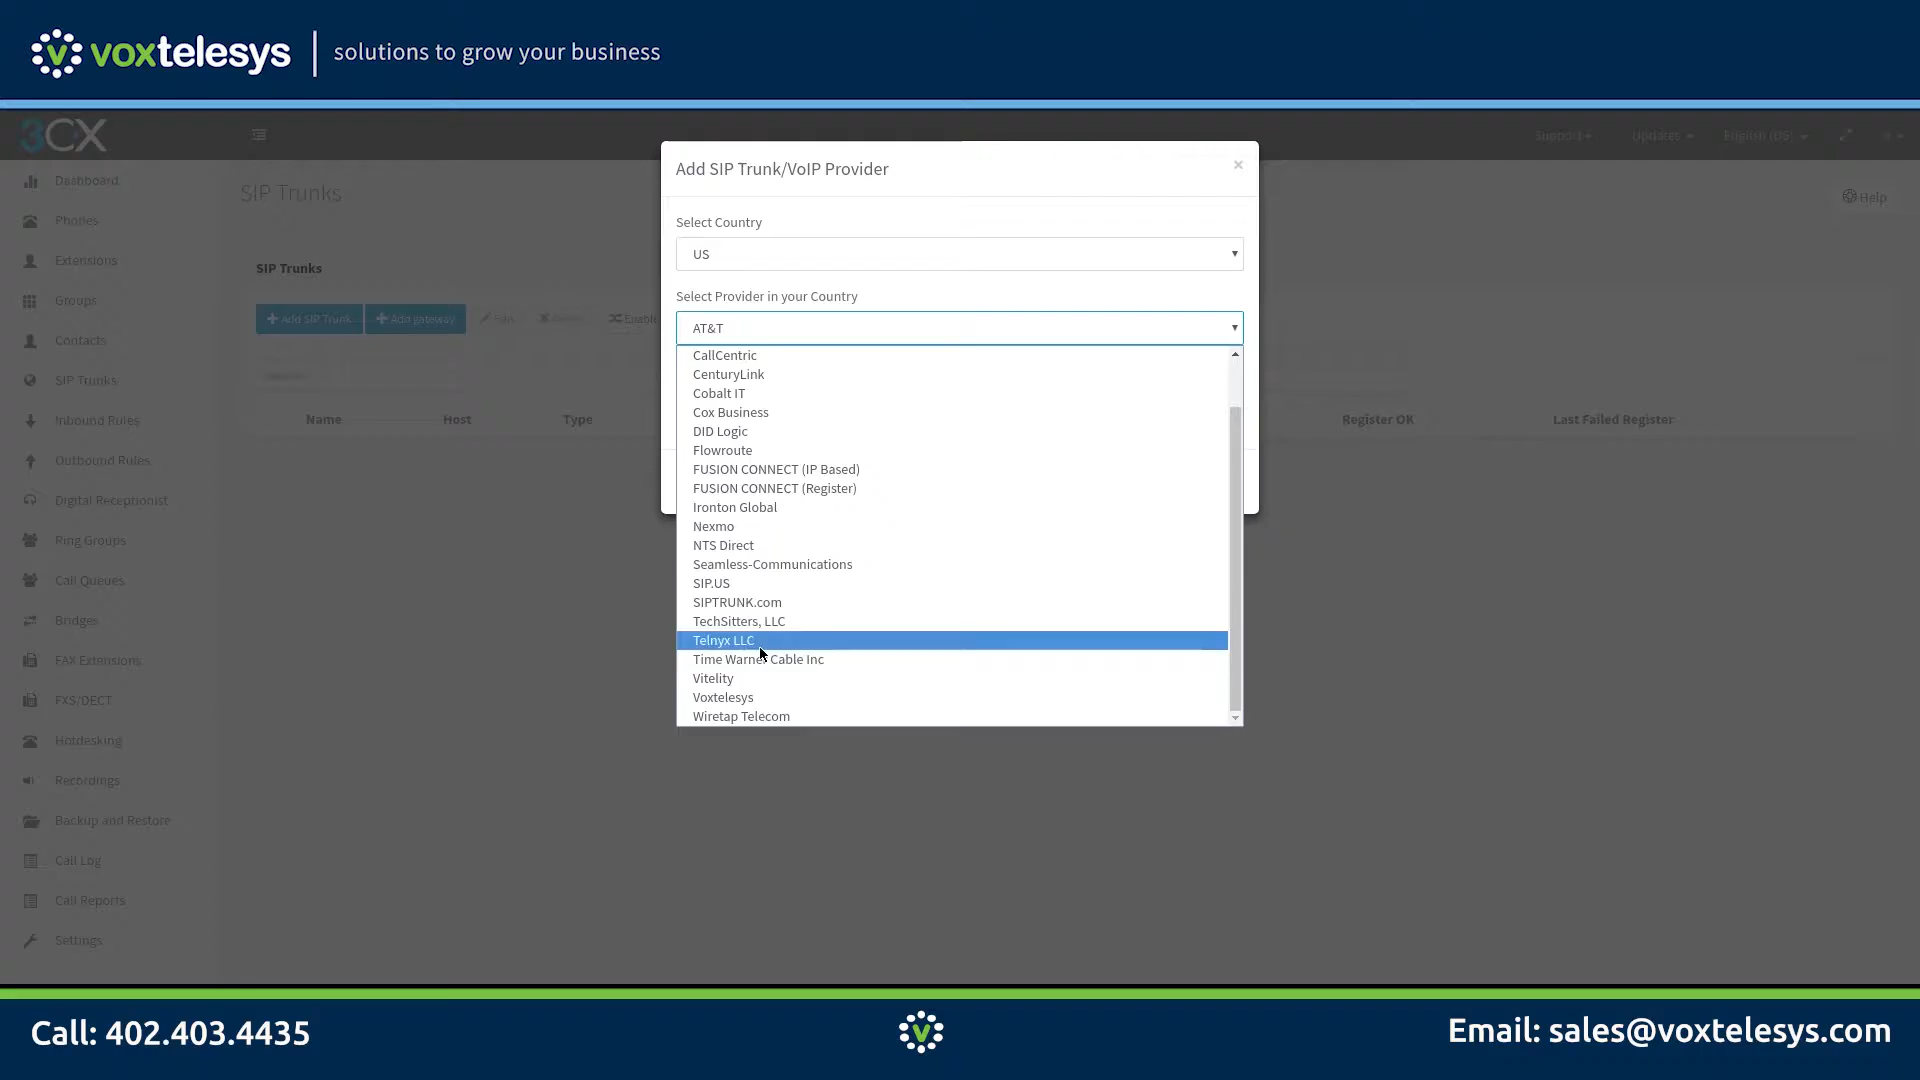 voxtelesys | solutions to grow your business
3CX
Support
Updates
English (US)
Dashboard
Phones
Extensions
Groups
Contacts
SIP Trunks
Inbound Rules
Outbound Rules
Digital Receptionist
Ring Groups
Call Queues
Bridges
FAX Extensions
FXS/DECT
Hotdesking
Recordings
Backup and Restore
Call Log
Call Reports
Settings
SIP Trunks
Help
SIP Trunks
+ Add SIP Trunk
+ Add gateway
Edit
Enable
Name Host Type Register OK Last Failed Register
Add SIP Trunk/VoIP Provider ×
Select Country
US
Select Provider in your Country
AT&T
CallCentric
CenturyLink
Cobalt IT
Cox Business
DID Logic
Flowroute
FUSION CONNECT (IP Based)
FUSION CONNECT (Register)
Ironton Global
Nexmo
NTS Direct
Seamless-Communications
SIP.US
SIPTRUNK.com
TechSitters, LLC
Telnyx LLC
Time Warner Cable Inc
Vitelity
Voxtelesys
Wiretap Telecom
Call: 402.403.4435
Email: sales@voxtelesys.com